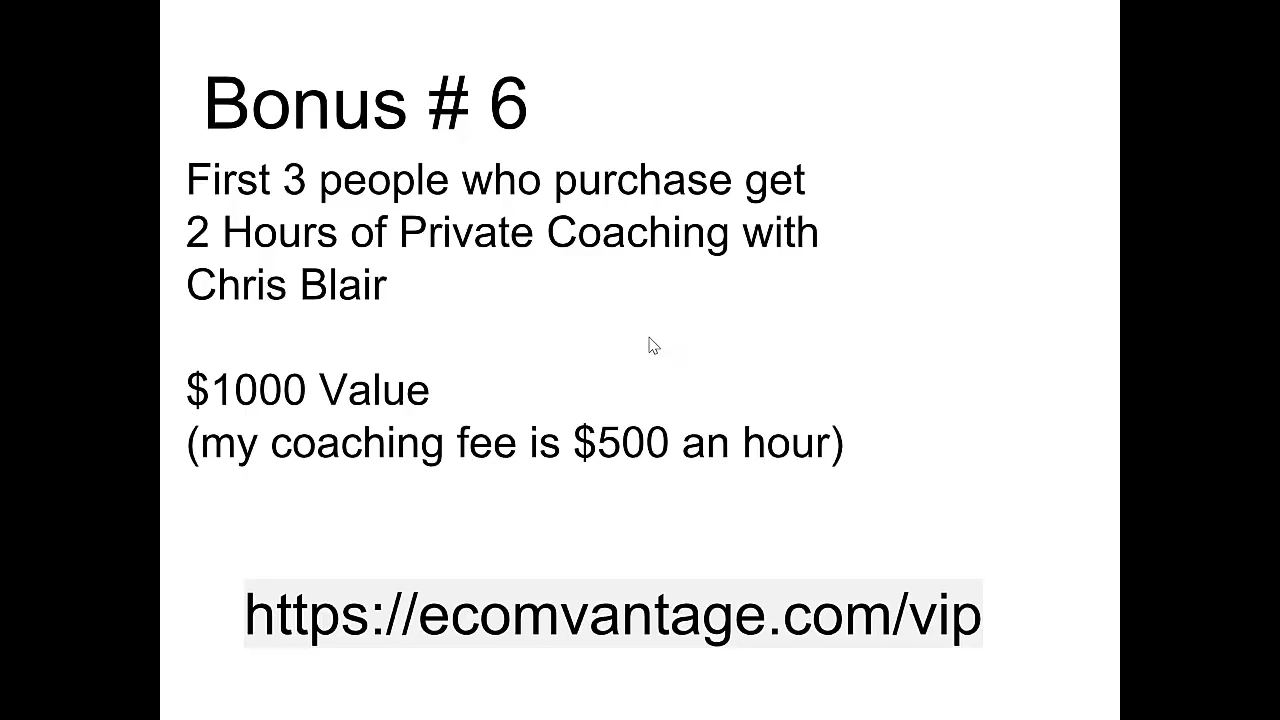 Bonus # 6
First 3 people who purchase get
2 Hours of Private Coaching with
Chris Blair
$1000 Value
(my coaching fee is $500 an hour)
https://ecomvantage.com/vip